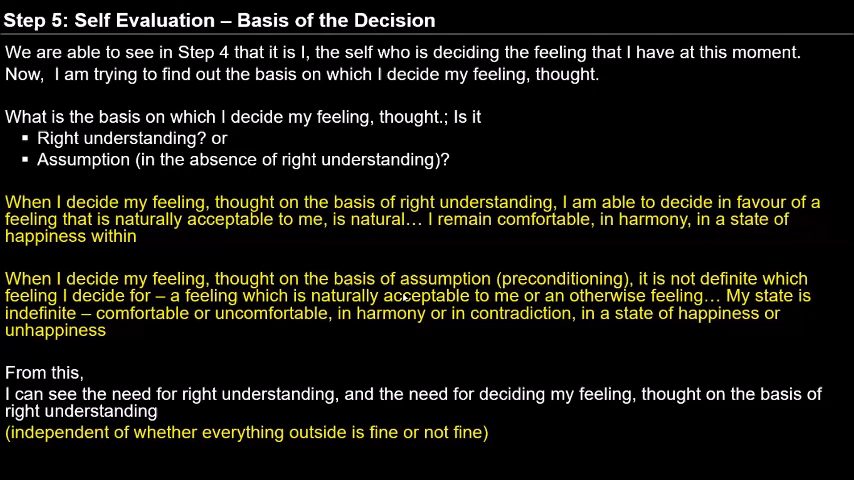 Step 5: Self Evaluation – Basis of the Decision
We are able to see in Step 4 that it is I, the self who is deciding the feeling that I have at this moment.
Now,  I am trying to find out the basis on which I decide my feeling, thought.
What is the basis on which I decide my feeling, thought.; Is it
▪ Right understanding? or
▪ Assumption (in the absence of right understanding)?
When I decide my feeling, thought on the basis of right understanding, I am able to decide in favour of a
feeling that is naturally acceptable to me, is natural… I remain comfortable, in harmony, in a state of
happiness within
When I decide my feeling, thought on the basis of assumption (preconditioning), it is not definite which
feeling I decide for – a feeling which is naturally acceptable to me or an otherwise feeling… My state is
indefinite – comfortable or uncomfortable, in harmony or in contradiction, in a state of happiness or
unhappiness
From this,
I can see the need for right understanding, and the need for deciding my feeling, thought on the basis of
right understanding
(independent of whether everything outside is fine or not fine)